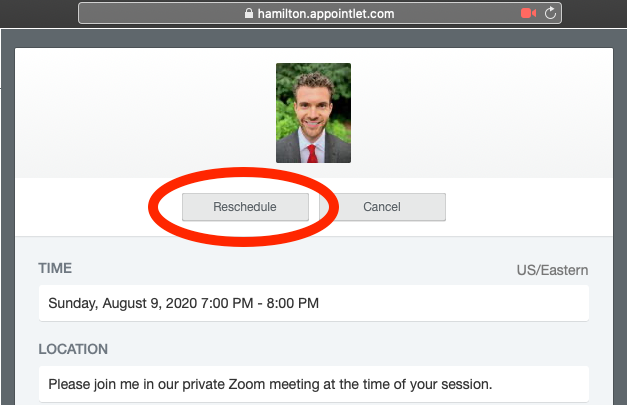 hamilton.appointlet.com
Reschedule Cancel
TIME US/Eastern
Sunday, August 9, 2020 7:00 PM - 8:00 PM
LOCATION
Please join me in our private Zoom meeting at the time of your session.